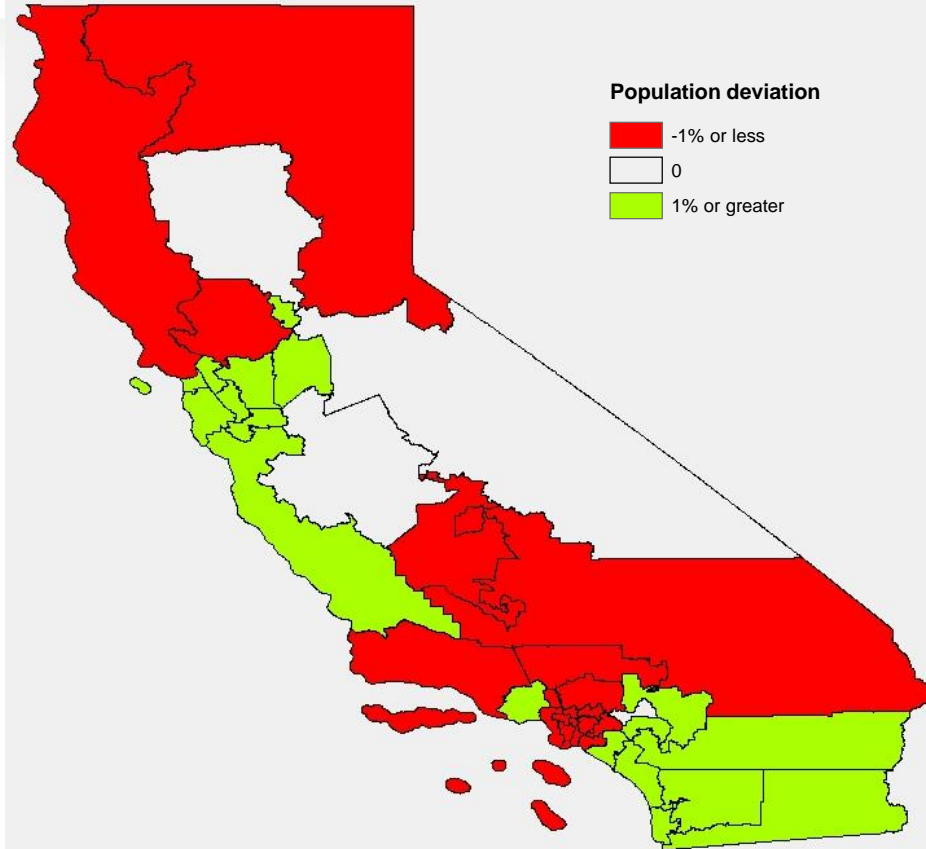 Population deviation
-1% or less
0
1% or greater